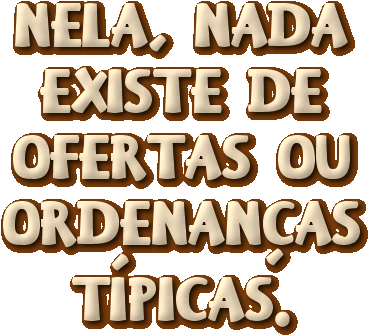 NELA, NADA
EXISTE DE
OFERTAS OU
ORDENANÇAS
TÍPICAS.